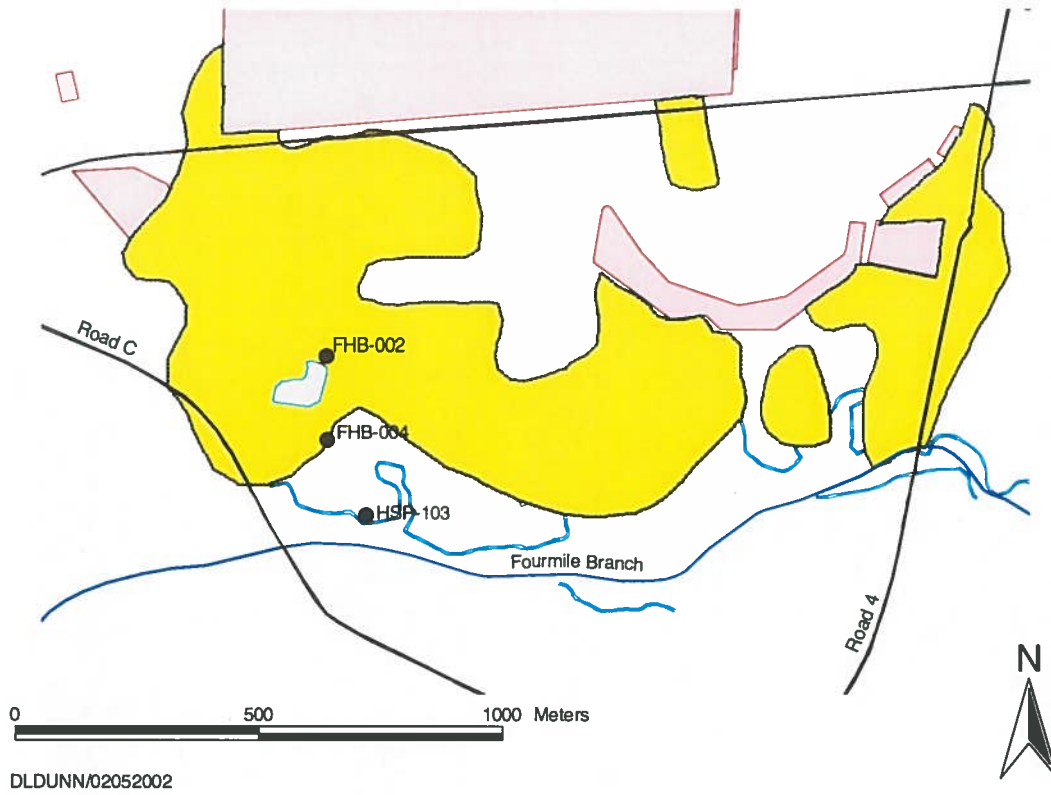 Road C
FHB-002
FHB-004
HSP-103
Fourmile Branch
Road 4
N
0 500 1000 Meters
DLDUNN/02052002